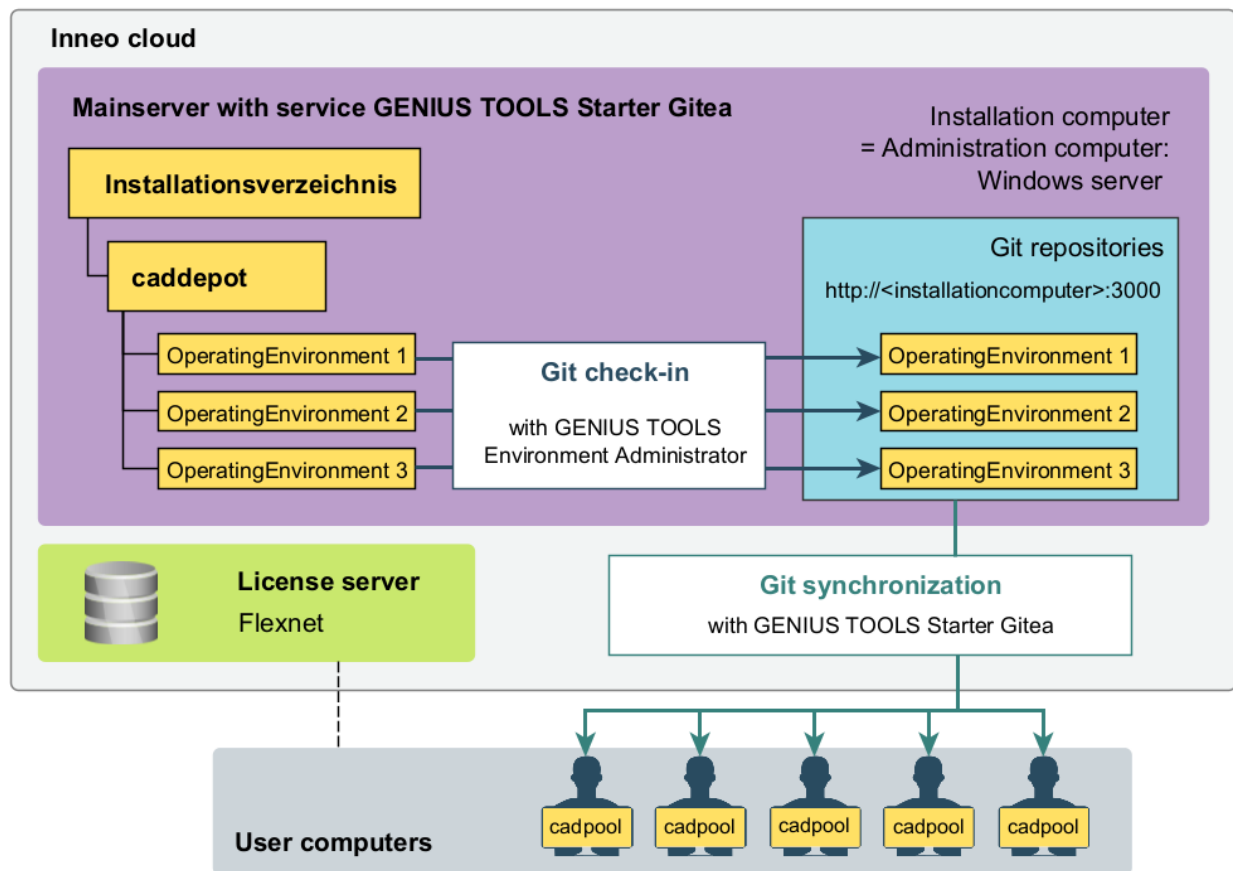 Inneo cloud
Mainserver with service GENIUS TOOLS Starter Gitea
Installation computer
= Administration computer:
Windows server
Installationsverzeichnis
caddepot
OperatingEnvironment 1
OperatingEnvironment 2
OperatingEnvironment 3
Git check-in
with GENIUS TOOLS
Environment Administrator
Git repositories
http://<installationcomputer>:3000
OperatingEnvironment 1
OperatingEnvironment 2
OperatingEnvironment 3
License server
Flexnet
Git synchronization
with GENIUS TOOLS Starter Gitea
User computers
cadpool
cadpool
cadpool
cadpool
cadpool